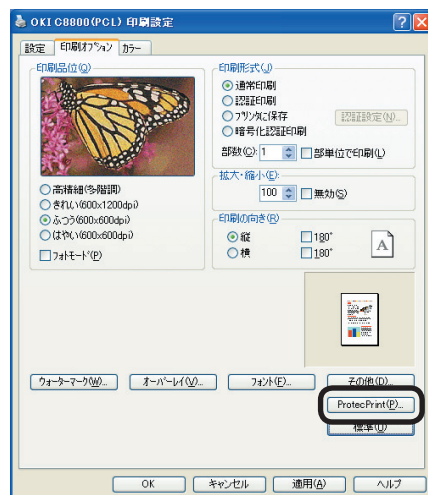 OKI C8800(PCL) 印刷設定
設定 印刷オプション カラー
印刷品位(Q)
高精細(多階調)
きれい(600x1200dpi)
ふつう(600x600dpi)
はやい(600x600dpi)
フォトモード(P)
印刷形式(J)
通常印刷
認証印刷
プリンタに保存
暗号化認証印刷
認証設定(N)...
部数(C): 1 部単位で印刷(L)
拡大・縮小(E):
100 無効(S)
印刷の向き(R)
縦 180°
横 180°
A
ウォーターマーク(W)... オーバーレイ(V)... フォント(F)... その他(D)...
ProtecPrint(P)...
標準(U)
OK キャンセル 適用(A) ヘルプ